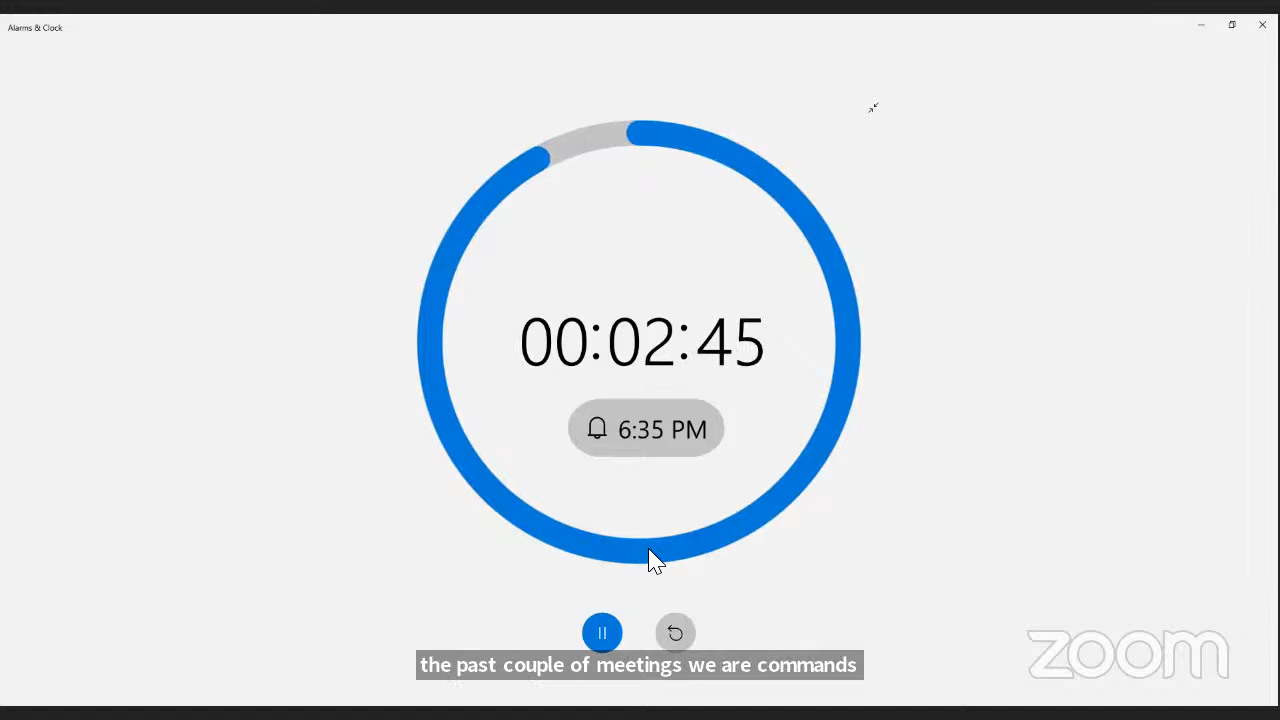 Alarms & Clock
00:02:45
6:35 PM
the past couple of meetings we are commands
zoom